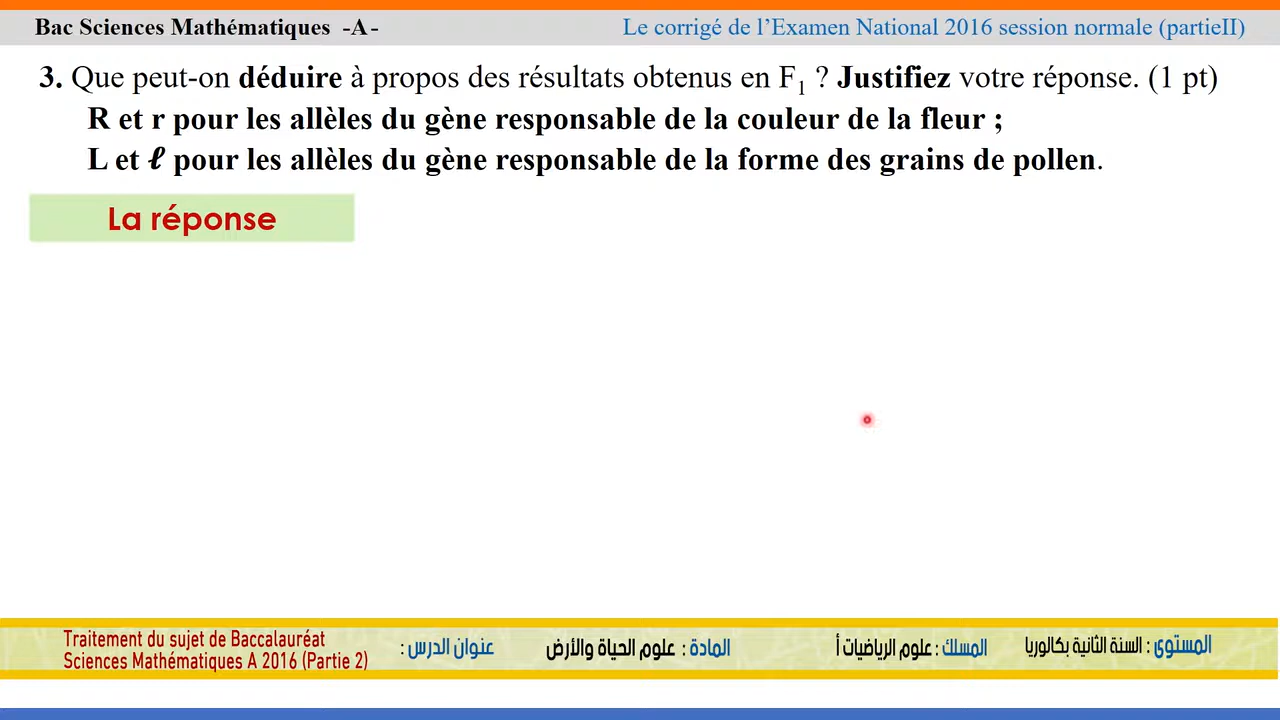 Bac Sciences Mathématiques -A-
Le corrigé de l’Examen National 2016 session normale (partieII)
3. Que peut-on déduire à propos des résultats obtenus en F₁ ? Justifiez votre réponse. (1 pt)
R et r pour les allèles du gène responsable de la couleur de la fleur ;
L et ℓ pour les allèles du gène responsable de la forme des grains de pollen.
La réponse
المستوى : السنة الثانية بكالوريا
المسلك : علوم الرياضيات أ
المادة : علوم الحياة والأرض
عنوان الدرس :
Traitement du sujet de Baccalauréat
Sciences Mathématiques A 2016 (Partie 2)